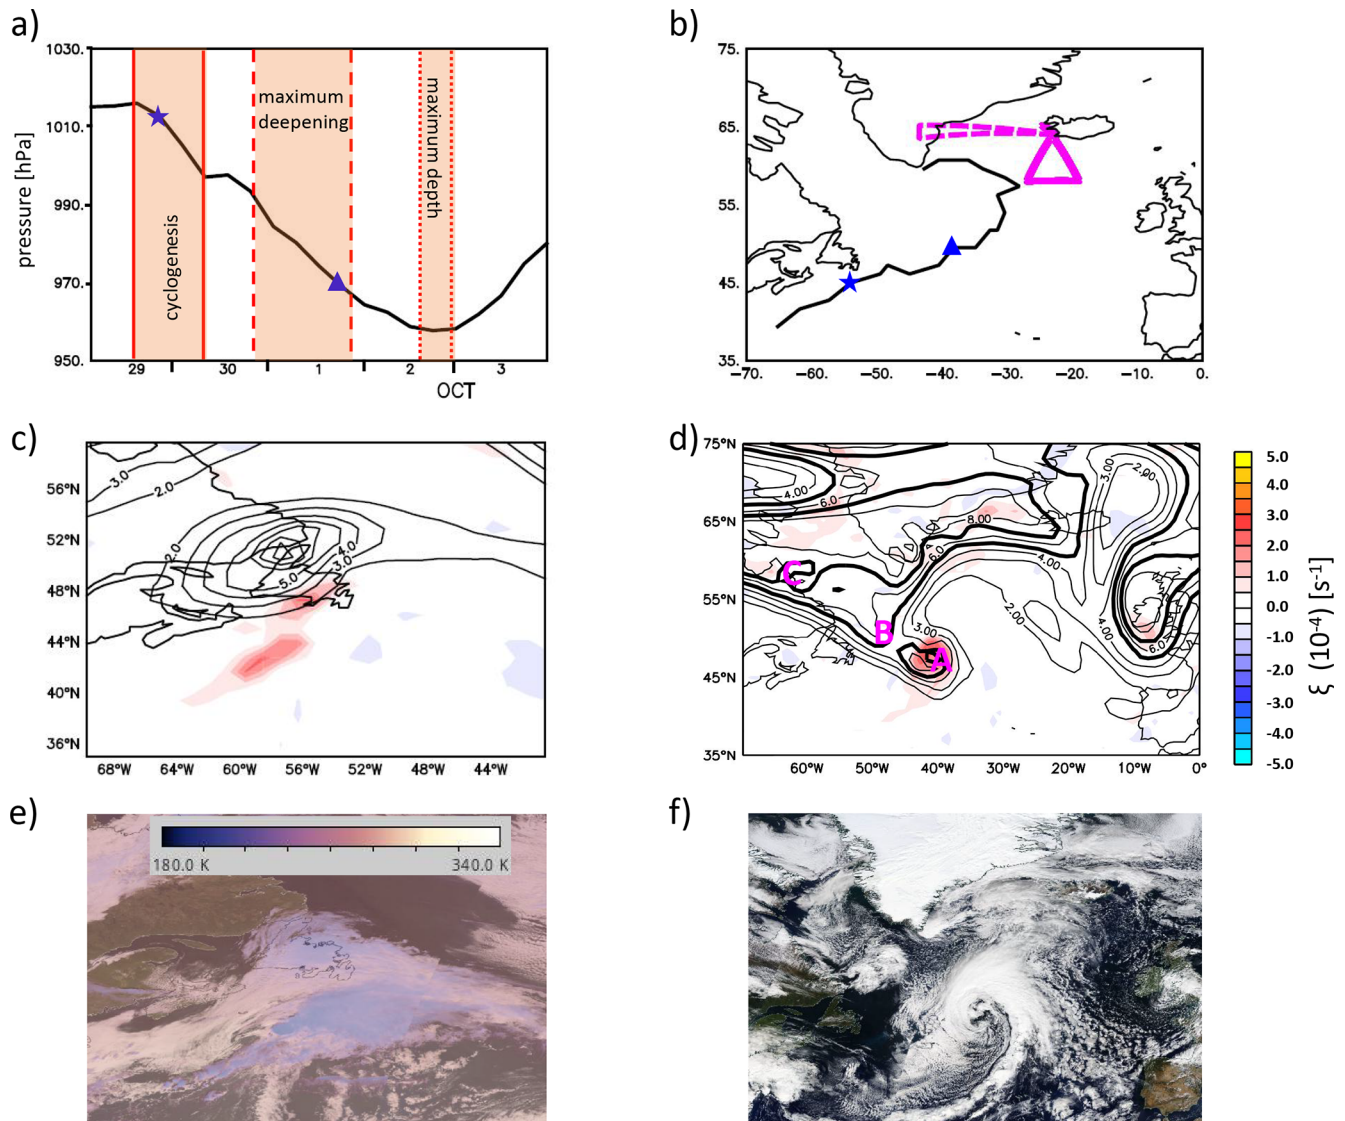 a)
1030.
1010.
990.
970.
950.
pressure [hPa]
cyclogenesis
maximum
deepening
maximum depth
29
30
1
2
3
OCT
b)
75.
65.
55.
45.
35.
−70.
−60.
−50.
−40.
−30.
−20.
−10.
0.
c)
56°N
52°N
48°N
44°N
40°N
36°N
68°W
64°W
60°W
56°W
52°W
48°W
44°W
3.0
2.0
2.0
4.0
3.0
5.0
d)
75°N
65°N
55°N
45°N
35°N
60°W
50°W
40°W
30°W
20°W
10°W
0°
4.00
6.0
8.00
6.0
4.00
3.00
2.00
2.00
3.00
4.00
6.0
C
B
A
5.0
4.0
3.0
2.0
1.0
0.0
-1.0
-2.0
-3.0
-4.0
-5.0
ξ (10⁻⁴) [s⁻¹]
e)
180.0 K
340.0 K
f)